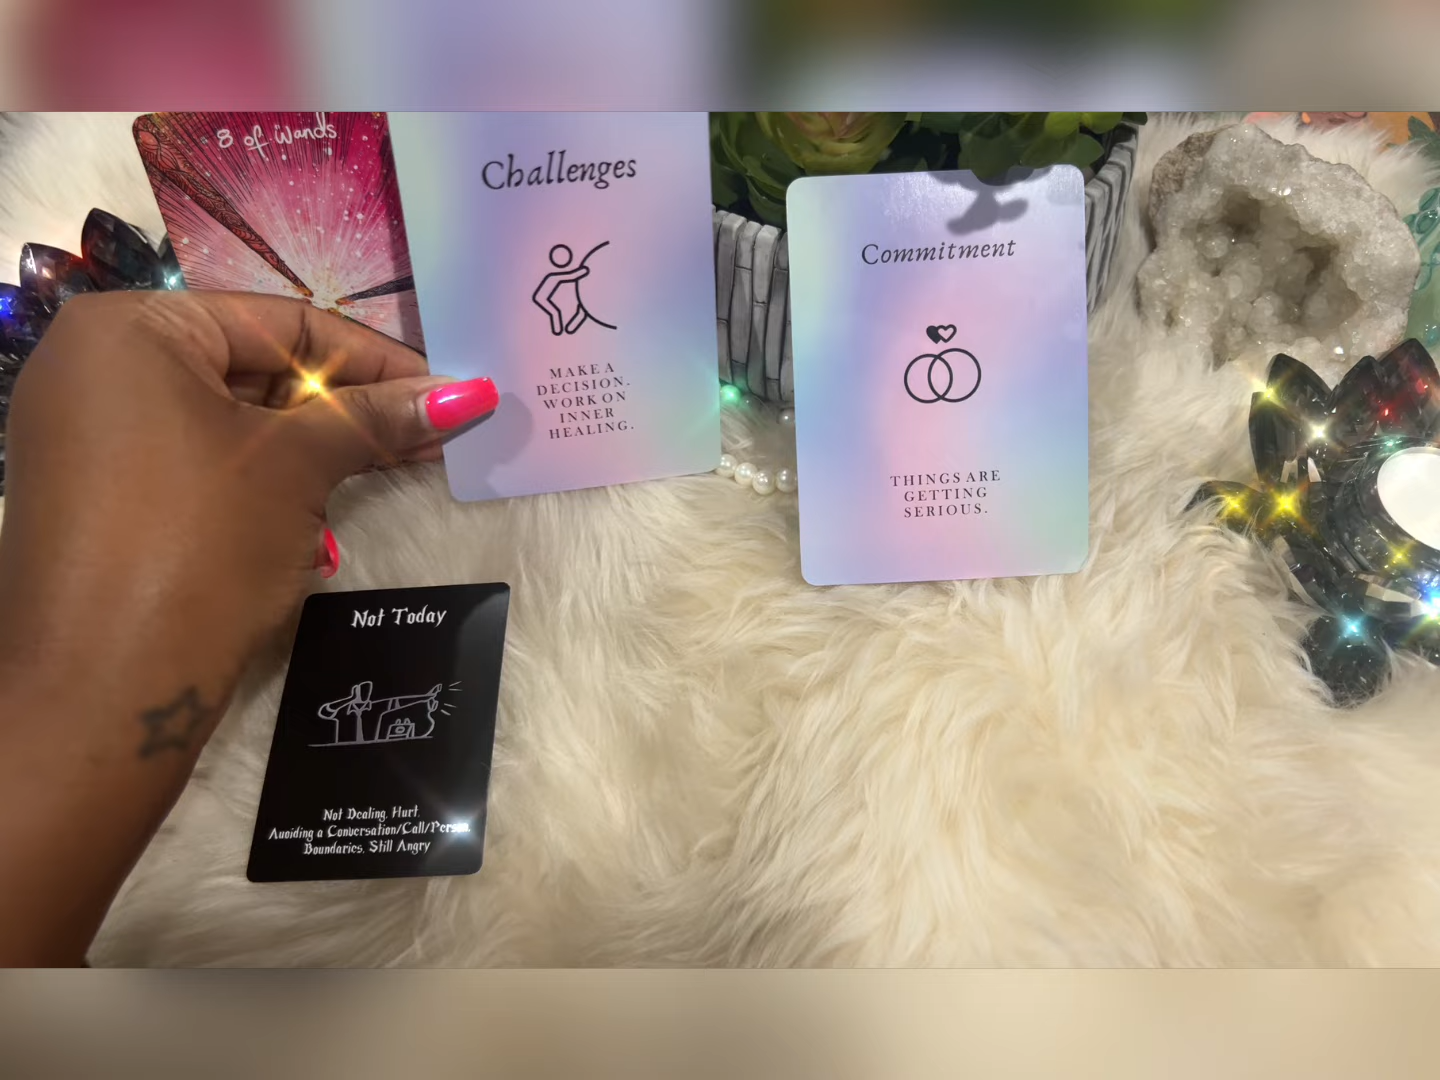 8 of Wands
Challenges
MAKE A
DECISION.
WORK ON
INNER
HEALING.
Commitment
THINGS ARE
GETTING
SERIOUS.
Not Today
Not Dealing, Hurt,
Avoiding a Conversation/Call/Person,
Boundaries, Still Angry